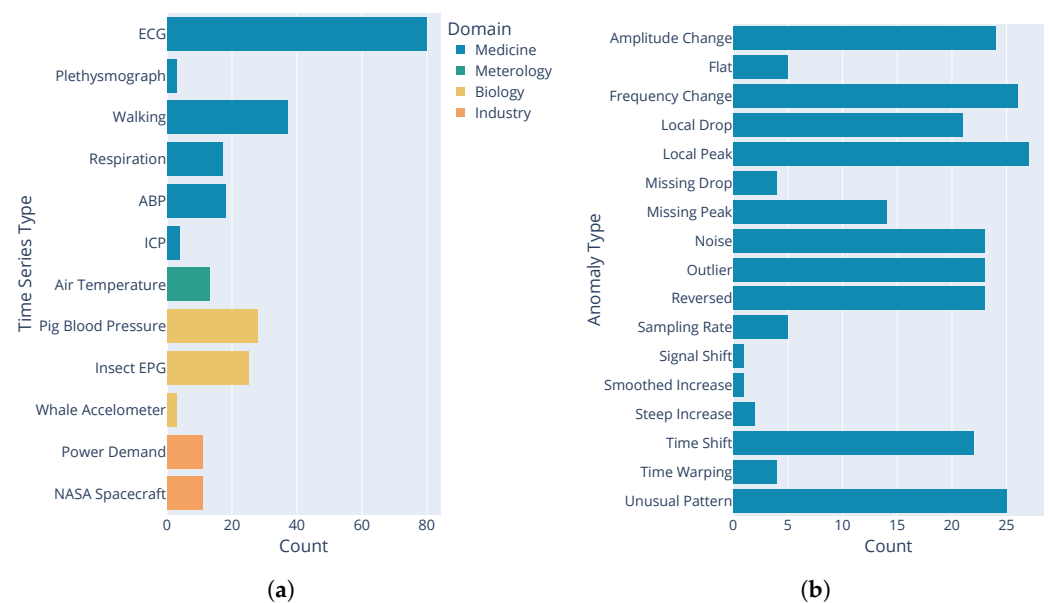 ECG
Plethysmograph
Walking
Respiration
ABP
ICP
Air Temperature
Pig Blood Pressure
Insect EPG
Whale Accelometer
Power Demand
NASA Spacecraft
Time Series Type
0 20 40 60 80
Count
Domain
Medicine
Meterology
Biology
Industry
(a)
Amplitude Change
Flat
Frequency Change
Local Drop
Local Peak
Missing Drop
Missing Peak
Noise
Outlier
Reversed
Sampling Rate
Signal Shift
Smoothed Increase
Steep Increase
Time Shift
Time Warping
Unusual Pattern
Anomaly Type
0 5 10 15 20 25
Count
(b)